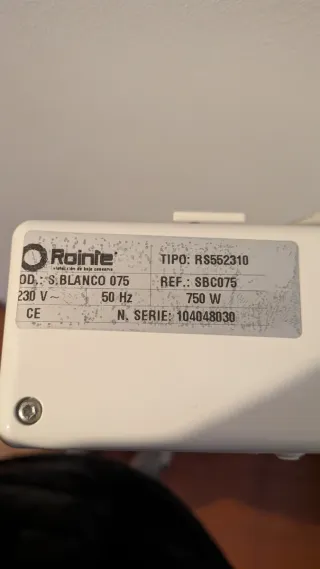 Rointe
TIPO: RS552310
OD.: S.BLANCO 075 REF.: SBC075
230 V~ 50 Hz 750 W
CE N. SERIE: 104048030